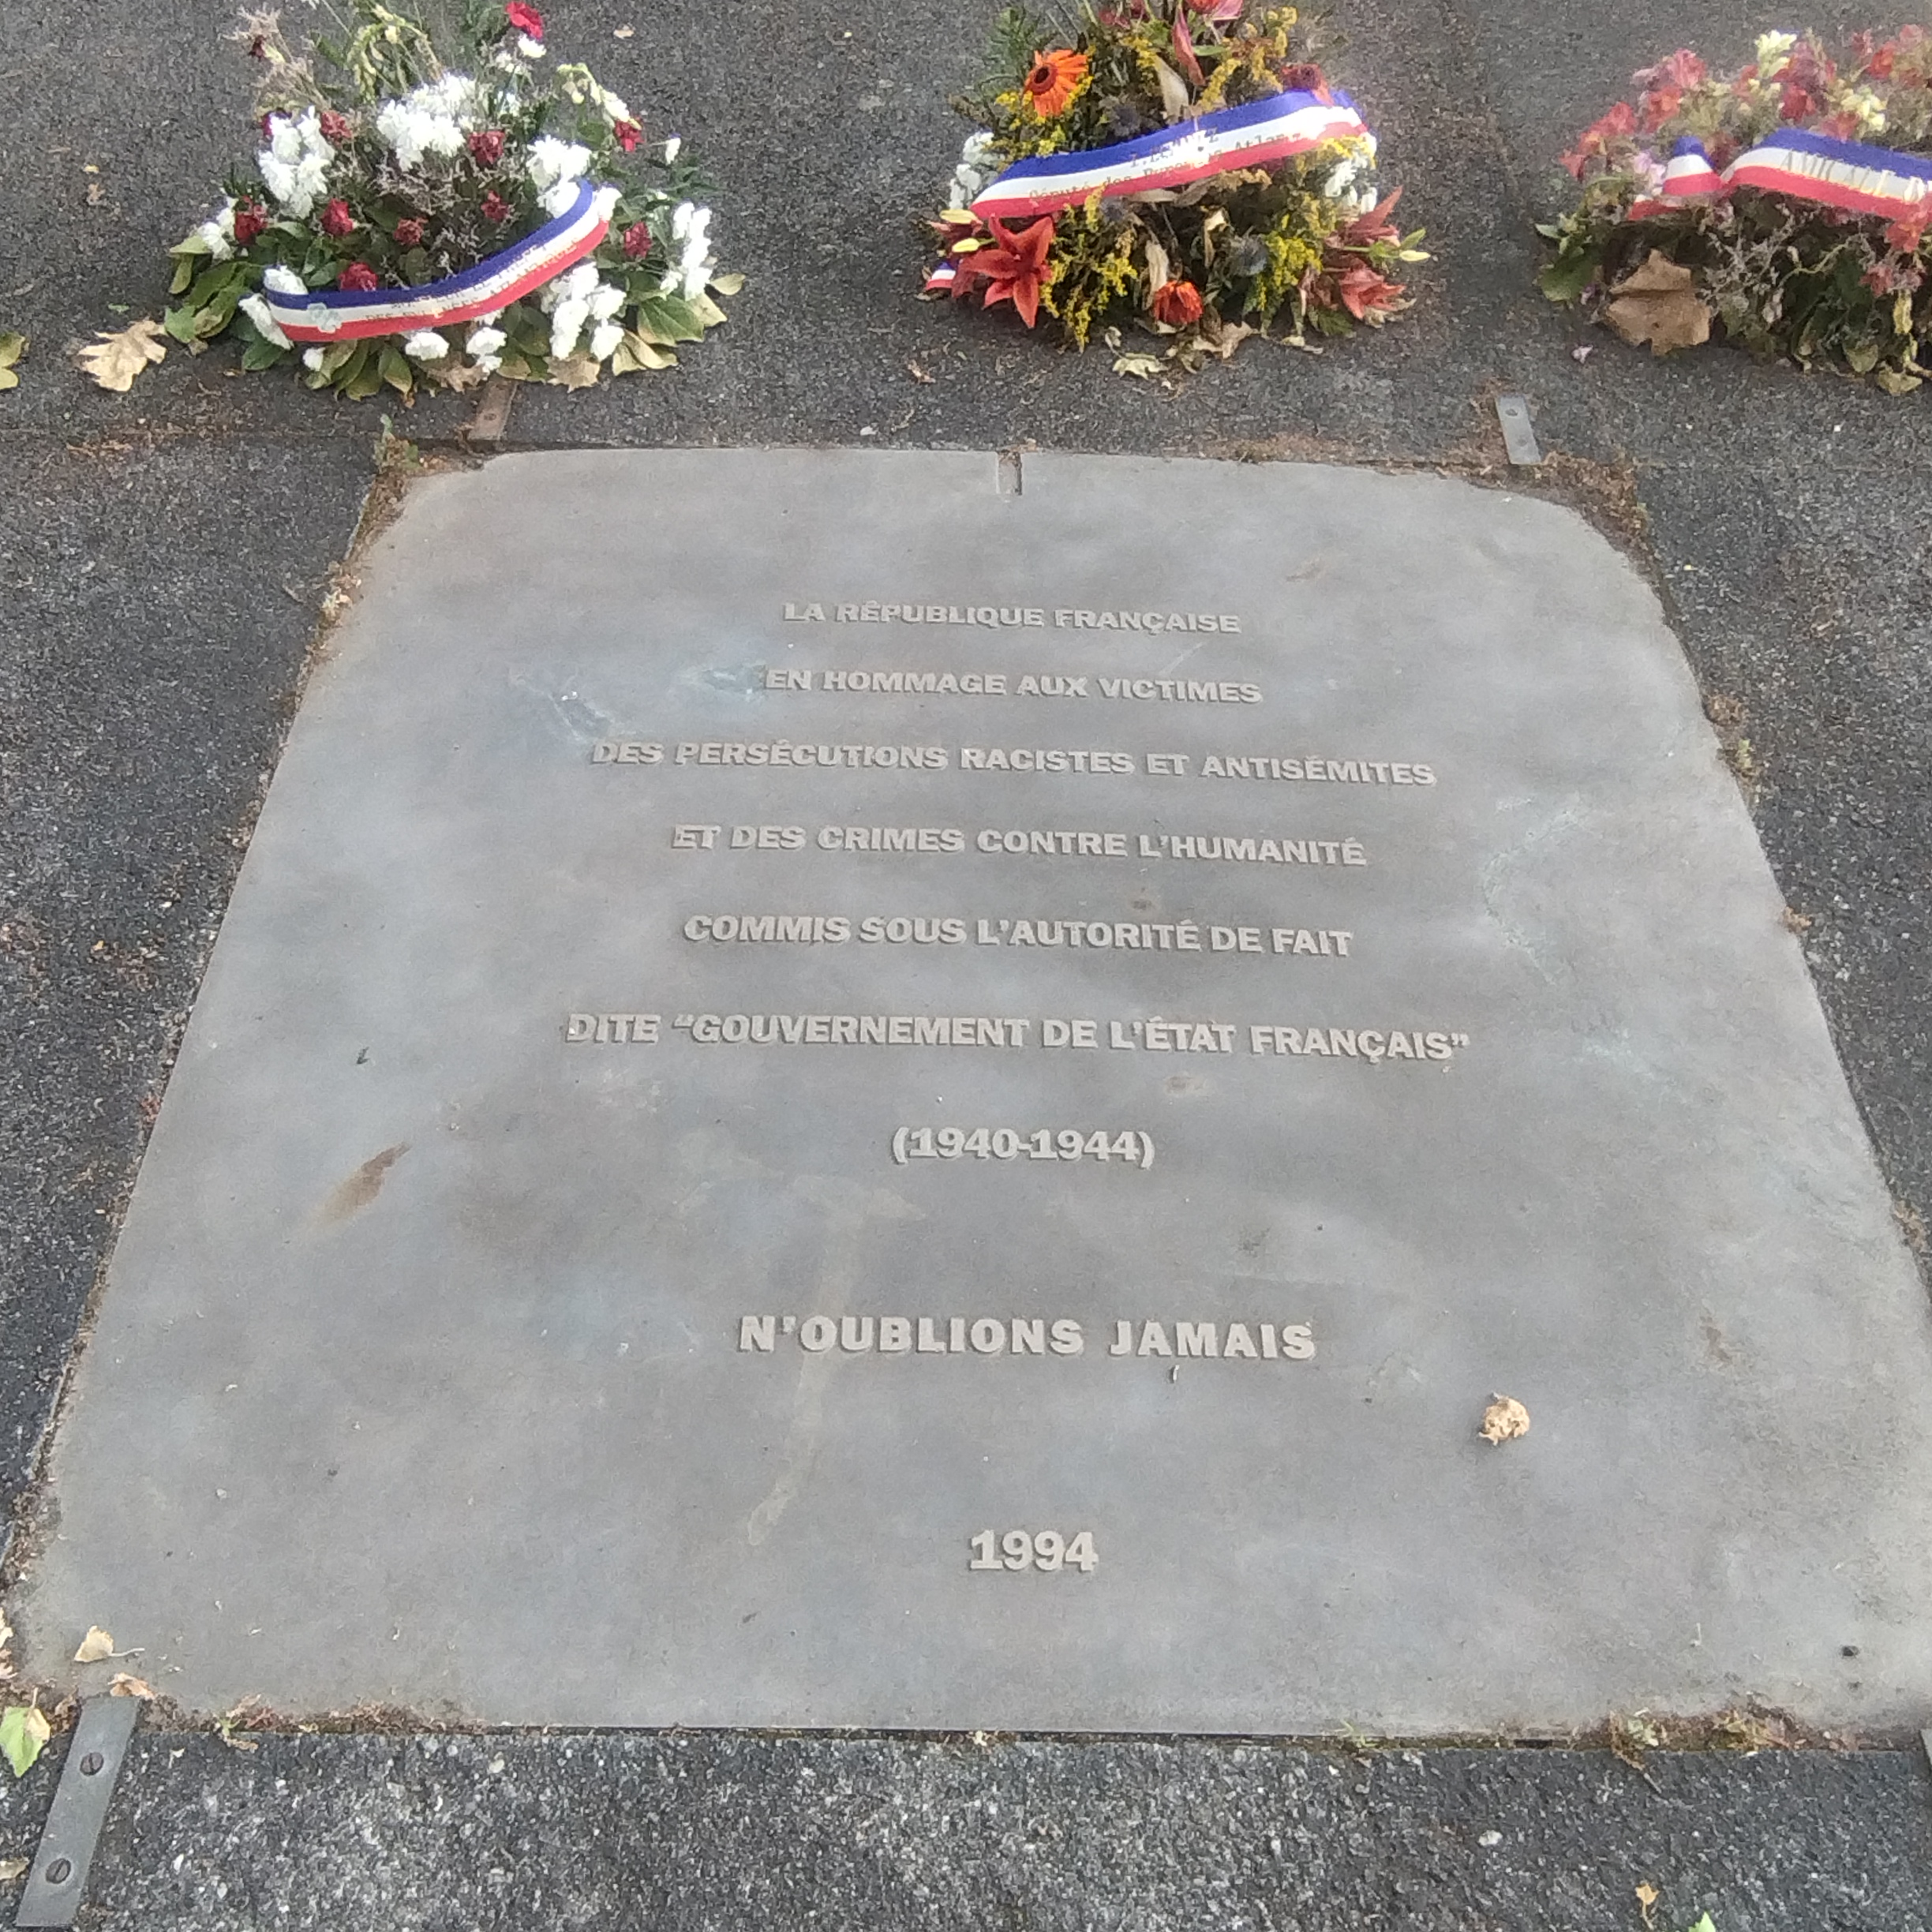 LA RÉPUBLIQUE FRANÇAISE
EN HOMMAGE AUX VICTIMES
DES PERSÉCUTIONS RACISTES ET ANTISÉMITES
ET DES CRIMES CONTRE L'HUMANITÉ
COMMIS SOUS L'AUTORITÉ DE FAIT
DITE "GOUVERNEMENT DE L'ÉTAT FRANÇAIS"
(1940-1944)
N'OUBLIONS JAMAIS
1994